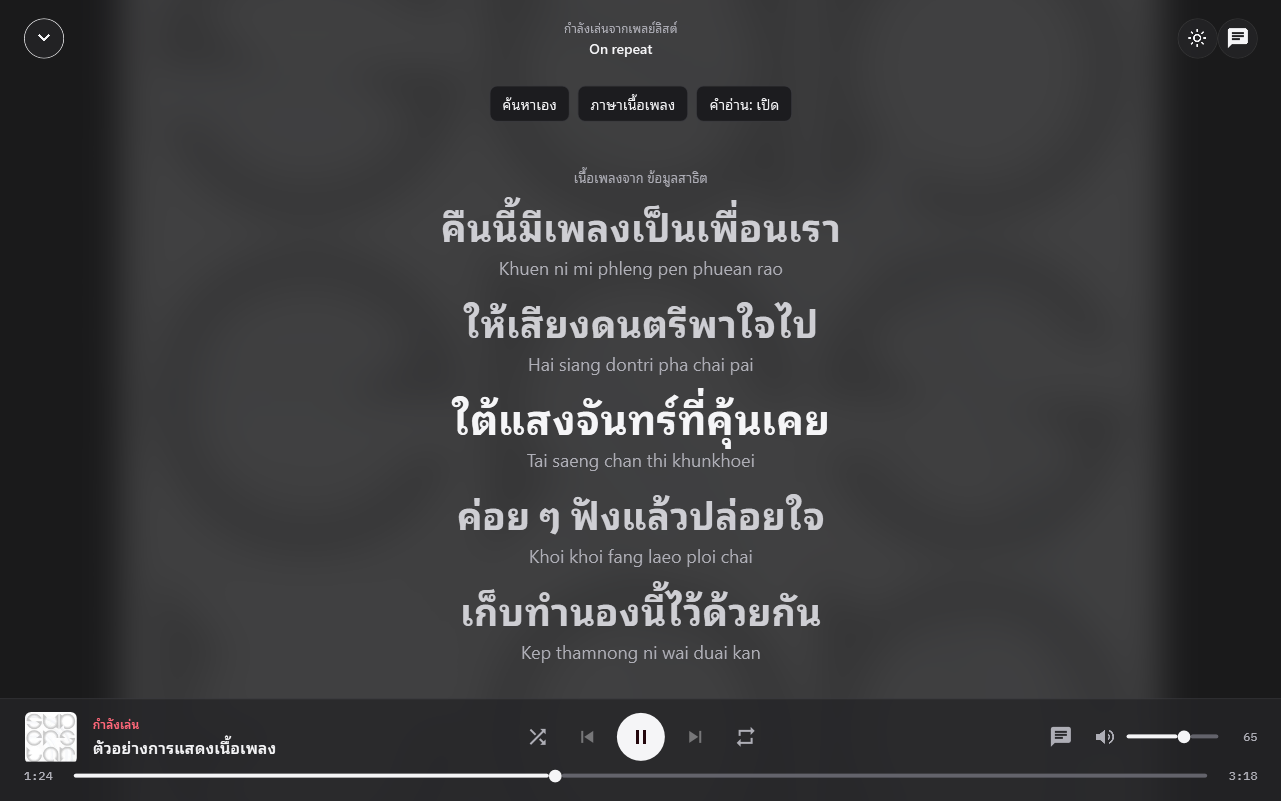 กำลังเล่นจากเพลย์ลิสต์
On repeat
ค้นหาเอง
ภาษาเนื้อเพลง
คำอ่าน: เปิด
เนื้อเพลงจาก ข้อมูลสาธิต
คืนนี้มีเพลงเป็นเพื่อนเรา
Khuen ni mi phleng pen phuean rao
ให้เสียงดนตรีพาใจไป
Hai siang dontri pha chai pai
ใต้แสงจันทร์ที่คุ้นเคย
Tai saeng chan thi khunkhoei
ค่อย ๆ ฟังแล้วปล่อยใจ
Khoi khoi fang laeo ploi chai
เก็บทำนองนี้ไว้ด้วยกัน
Kep thamnong ni wai duai kan
กำลังเล่น
ตัวอย่างการแสดงเนื้อเพลง
65
1:24
3:18